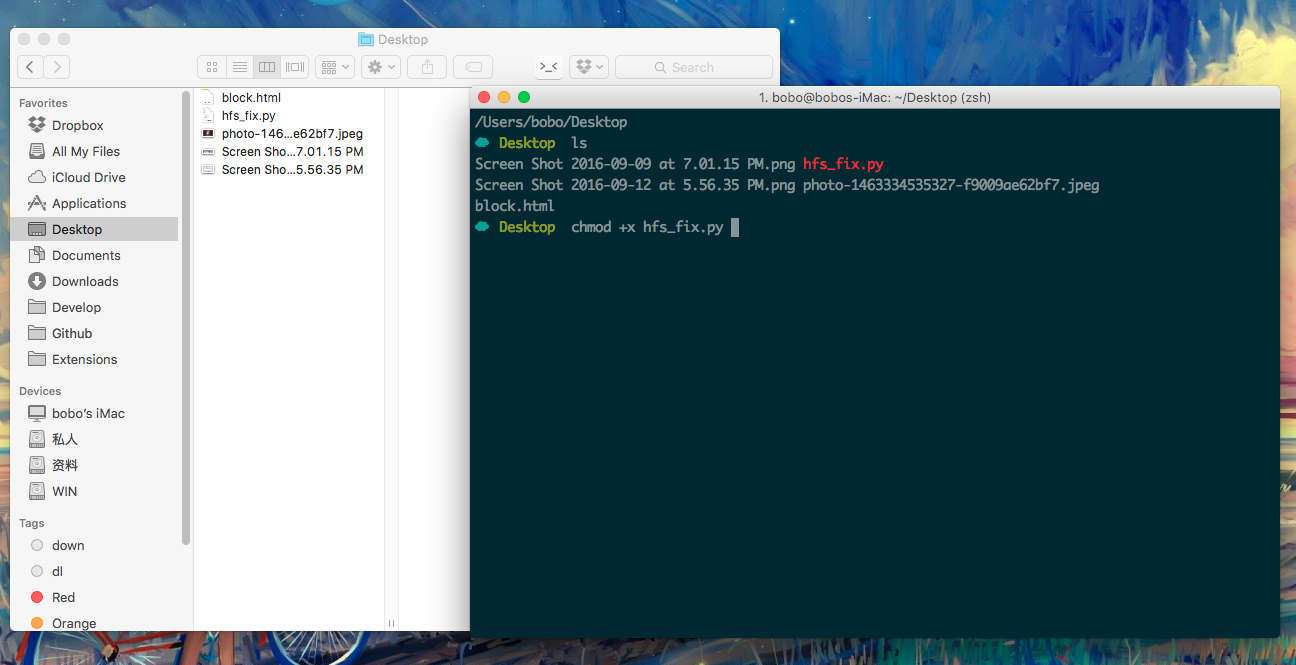 Desktop
Search
Favorites
Dropbox
All My Files
iCloud Drive
Applications
Desktop
Documents
Downloads
Develop
Github
Extensions
Devices
bobo’s iMac
私人
资料
WIN
Tags
down
dl
Red
Orange
block.html
hfs_fix.py
photo-146...e62bf7.jpeg
Screen Sho...7.01.15 PM
Screen Sho...5.56.35 PM
1. bobo@bobos-iMac: ~/Desktop (zsh)
/Users/bobo/Desktop
Desktop ls
Screen Shot 2016-09-09 at 7.01.15 PM.png hfs_fix.py
Screen Shot 2016-09-12 at 5.56.35 PM.png photo-1463334535327-f9009ae62bf7.jpeg
block.html
Desktop chmod +x hfs_fix.py